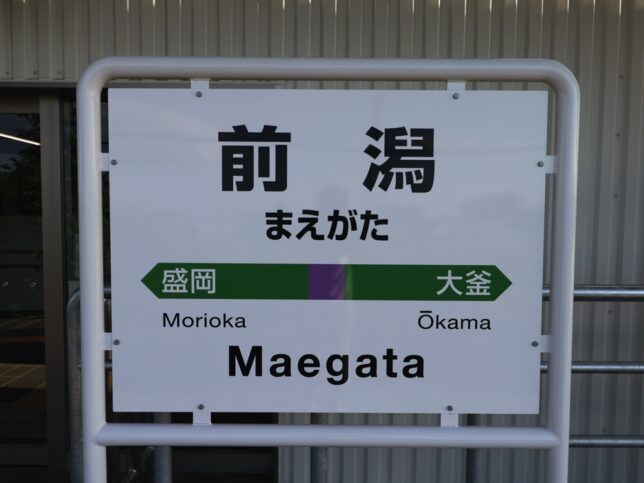 前潟
まえがた
盛岡 大釜
Morioka Ōkama
Maegata